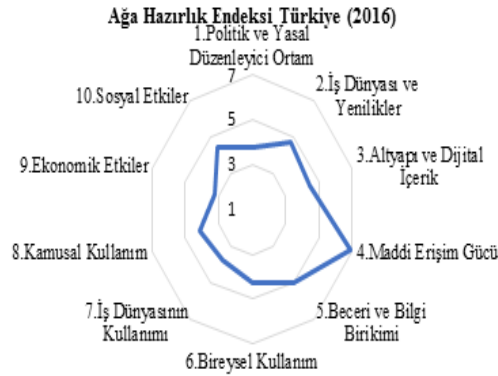 Ağa Hazırlık Endeksi Türkiye (2016)
1.Politik ve Yasal
Düzenleyici Ortam
2.İş Dünyası ve
Yenilikler
3.Altyapı ve Dijital
İçerik
4.Maddi Erişim Gücü
5.Beceri ve Bilgi
Birikimi
6.Bireysel Kullanım
7.İş Dünyasının
Kullanımı
8.Kamusal Kullanım
9.Ekonomik Etkiler
10.Sosyal Etkiler
7
5
3
1